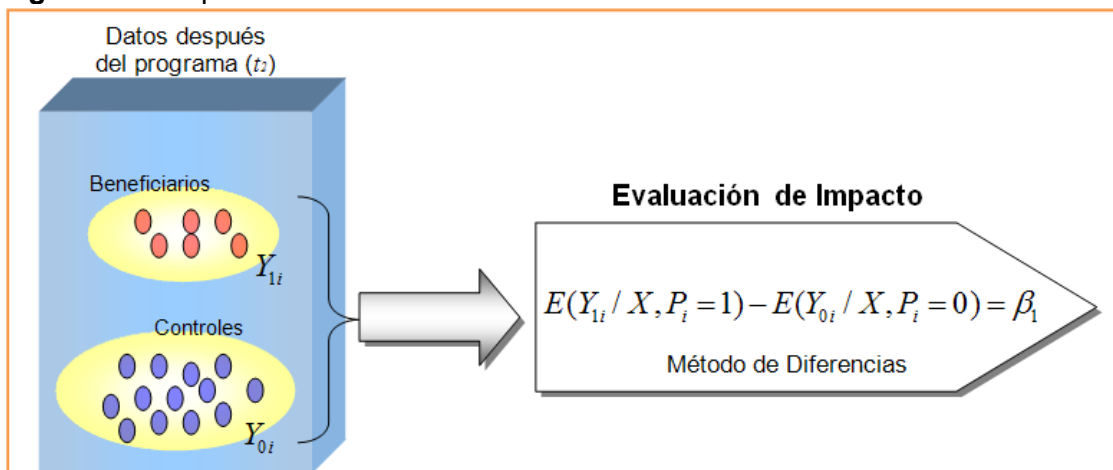 Datos después
del programa (t₂)
Beneficiarios
Y₁ᵢ
Controles
Y₀ᵢ
Evaluación de Impacto
E(Y₁ᵢ / X, Pᵢ = 1) − E(Y₀ᵢ / X, Pᵢ = 0) = β₁
Método de Diferencias